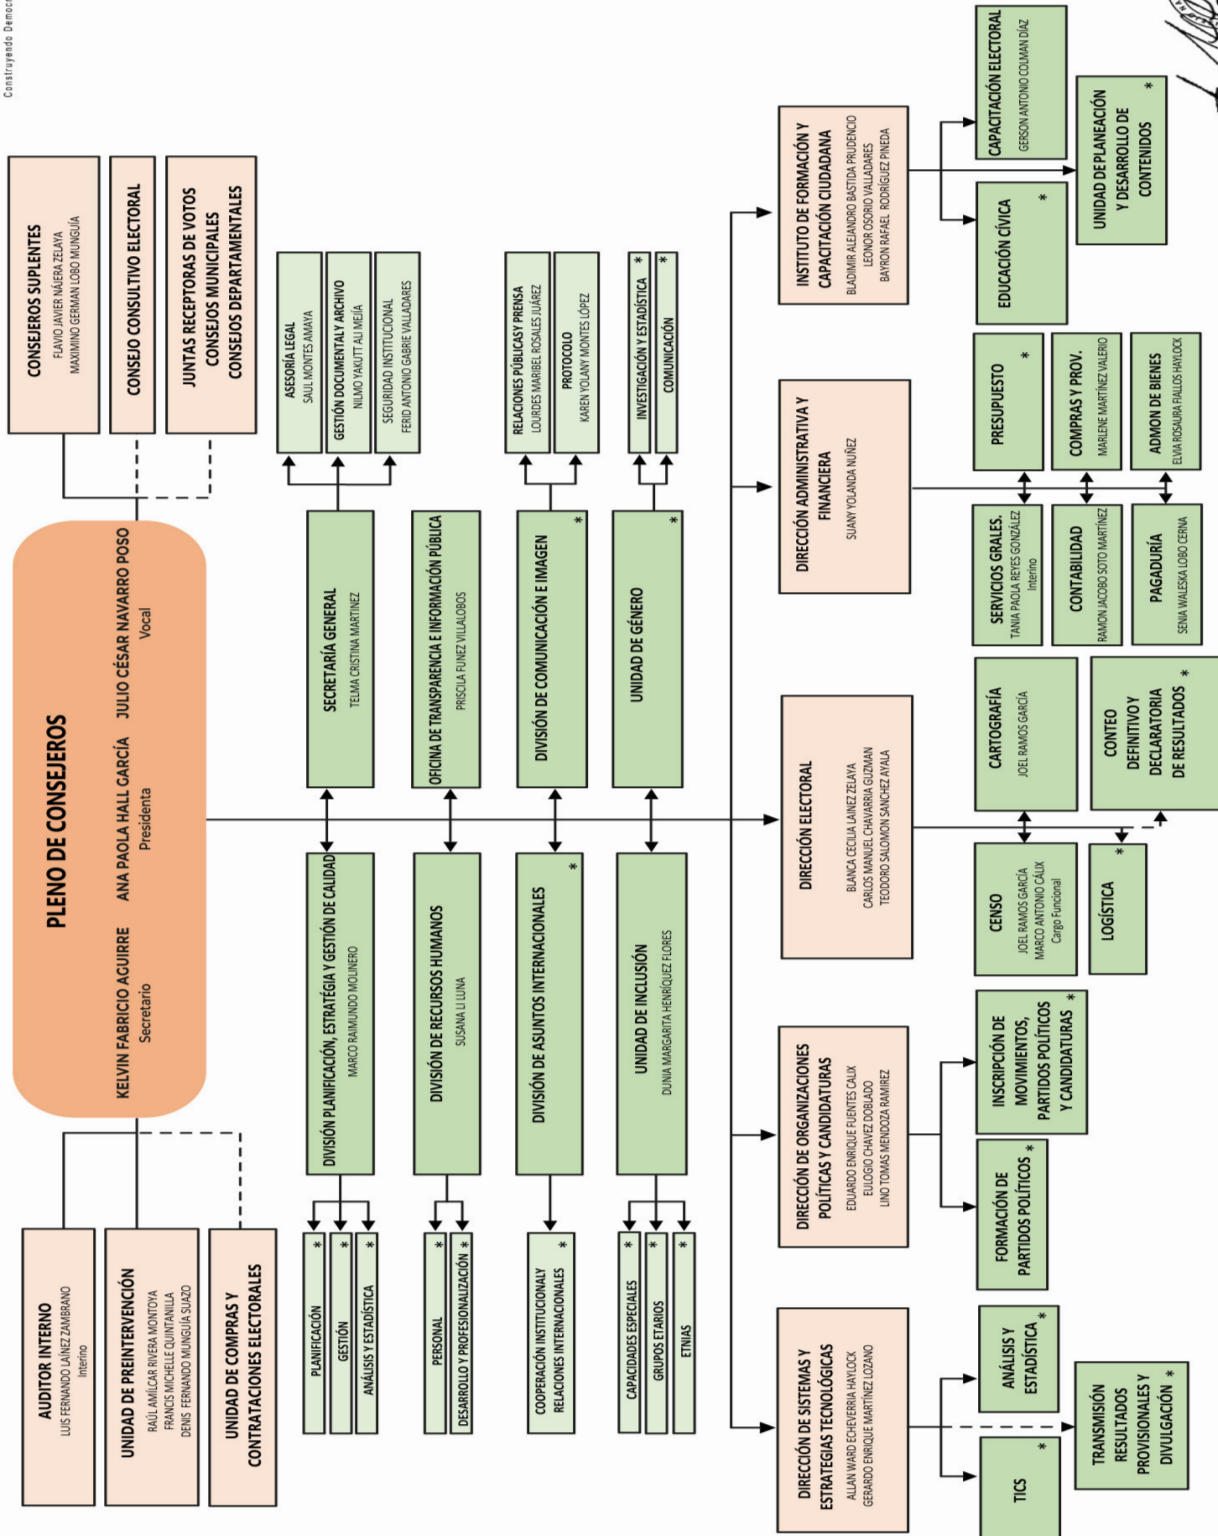 Construyendo Democr
PLENO DE CONSEJEROS
KELVIN FABRICIO AGUIRRE
Secretario
ANA PAOLA HALL GARCÍA
Presidenta
JULIO CÉSAR NAVARRO POSO
Vocal
AUDITOR INTERNO
LUIS FERNANDO LAÍNEZ ZAMBRANO
Interino
UNIDAD DE PREINTERVENCIÓN
RAÚL AMÍLCAR RIVERA MONTOYA
FRANCIS MICHELLE QUINTANILLA
DENIS FERNANDO MUNGUÍA SUAZO
UNIDAD DE COMPRAS Y
CONTRATACIONES ELECTORALES
CONSEJEROS SUPLENTES
FLAVIO JAVIER NÁJERA ZELAYA
MAXIMINO GERMAN LOBO MUNGUÍA
CONSEJO CONSULTIVO ELECTORAL
JUNTAS RECEPTORAS DE VOTOS
CONSEJOS MUNICIPALES
CONSEJOS DEPARTAMENTALES
PLANIFICACIÓN *
GESTIÓN *
ANÁLISIS Y ESTADÍSTICA *
DIVISIÓN PLANIFICACIÓN, ESTRATÉGIA Y GESTIÓN DE CALIDAD
MARCO RAIMUNDO MOLINERO
SECRETARÍA GENERAL
TELMA CRISTINA MARTINEZ
ASESORÍA LEGAL
SAUL MONTES AMAYA
GESTIÓN DOCUMENTAL Y ARCHIVO
NILMO YAKUTT ALI MEJÍA
SEGURIDAD INSTITUCIONAL
FERID ANTONIO GABRIE VALLADARES
PERSONAL *
DESARROLLO Y PROFESIONALIZACIÓN *
DIVISIÓN DE RECURSOS HUMANOS
SUSANA LI LUNA
OFICINA DE TRANSPARENCIA E INFORMACIÓN PÚBLICA
PRISCILA FUNEZ VILLALOBOS
COOPERACIÓN INSTITUCIONAL Y
RELACIONES INTERNACIONALES *
DIVISIÓN DE ASUNTOS INTERNACIONALES
*
DIVISIÓN DE COMUNICACIÓN E IMAGEN
*
RELACIONES PÚBLICAS Y PRENSA
LOURDES MARIBEL ROSALES JUÁREZ
PROTOCOLO
KAREN YOLANY MONTES LÓPEZ
CAPACIDADES ESPECIALES *
GRUPOS ETARIOS *
ETNIAS *
UNIDAD DE INCLUSIÓN
DUNIA MARGARITA HENRÍQUEZ FLORES
UNIDAD DE GÉNERO
*
INVESTIGACIÓN Y ESTADÍSTICA *
COMUNICACIÓN *
DIRECCIÓN DE SISTEMAS Y
ESTRATEGIAS TECNOLÓGICAS
ALLAN WARD ECHEVERRIA HAYLOCK
GERARDO ENRIQUE MARTÍNEZ LOZANO
TICS
*
ANÁLISIS Y
ESTADÍSTICA *
TRANSMISIÓN
RESULTADOS
PROVISIONALES Y
DIVULGACIÓN *
DIRECCIÓN DE ORGANIZACIONES
POLÍTICAS Y CANDIDATURAS
EDUARDO ENRIQUE FUENTES CALIX
EULOGIO CHAVEZ DOBLADO
LINO TOMAS MENDOZA RAMIREZ
FORMACIÓN DE
PARTIDOS POLÍTICOS *
INSCRIPCIÓN DE
MOVIMIENTOS,
PARTIDOS POLÍTICOS
Y CANDIDATURAS *
DIRECCIÓN ELECTORAL
BLANCA CECILIA LAINEZ ZELAYA
CARLOS MANUEL CHAVARRIA GUZMAN
TEODORO SALOMON SANCHEZ AYALA
CENSO
JOEL RAMOS GARCÍA
MARCO ANTONIO CÁLIX
Cargo Funcional
CARTOGRAFÍA
JOEL RAMOS GARCÍA
LOGÍSTICA
*
CONTEO
DEFINITIVO Y
DECLARATORIA
DE RESULTADOS *
DIRECCIÓN ADMINISTRATIVA Y
FINANCIERA
SUANY YOLANDA NUÑEZ
SERVICIOS GRALES.
TANIA PAOLA REYES GONZÁLEZ
Interino
PRESUPUESTO
*
CONTABILIDAD
RAMON JACOBO SOTO MARTÍNEZ
COMPRAS Y PROV.
MARLENE MARTÍNEZ VALERIO
PAGADURÍA
SENIA WALESKA LOBO CERNA
ADMON DE BIENES
ELVIA ROSAURA FIALLOS HAYLOCK
INSTITUTO DE FORMACIÓN Y
CAPACITACIÓN CIUDADANA
BLADIMIR ALEJANDRO BASTIDA PRUDENCIO
LEONOR OSORIO VALLADARES
BAYRON RAFAEL RODRÍGUEZ PINEDA
EDUCACIÓN CÍVICA
*
CAPACITACIÓN ELECTORAL
GERSON ANTONIO COLMAN DÍAZ
UNIDAD DE PLANEACIÓN
Y DESARROLLO DE
CONTENIDOS
*